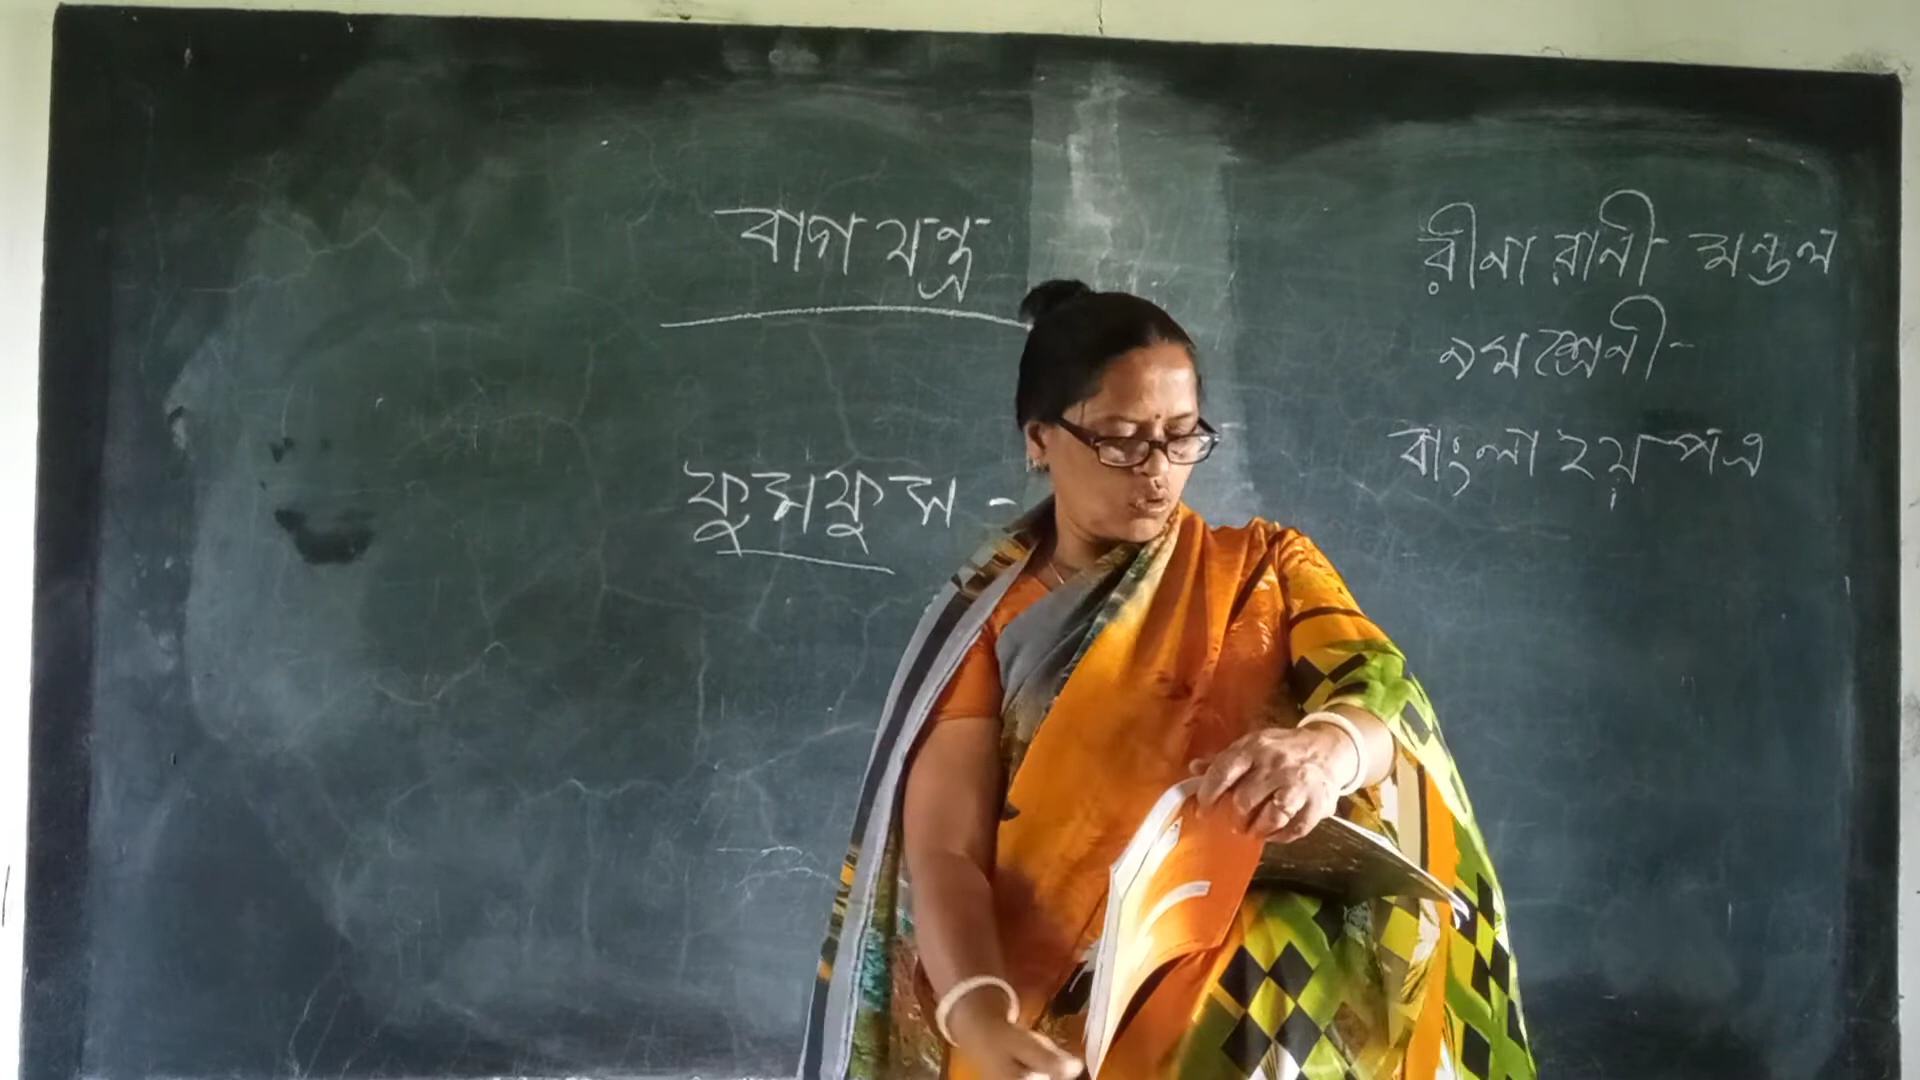 বাগযন্ত্র
ফুসফুস -
রীনা রানী মন্ডল
৯ম শ্রেনী
বাংলা ২য় পত্র